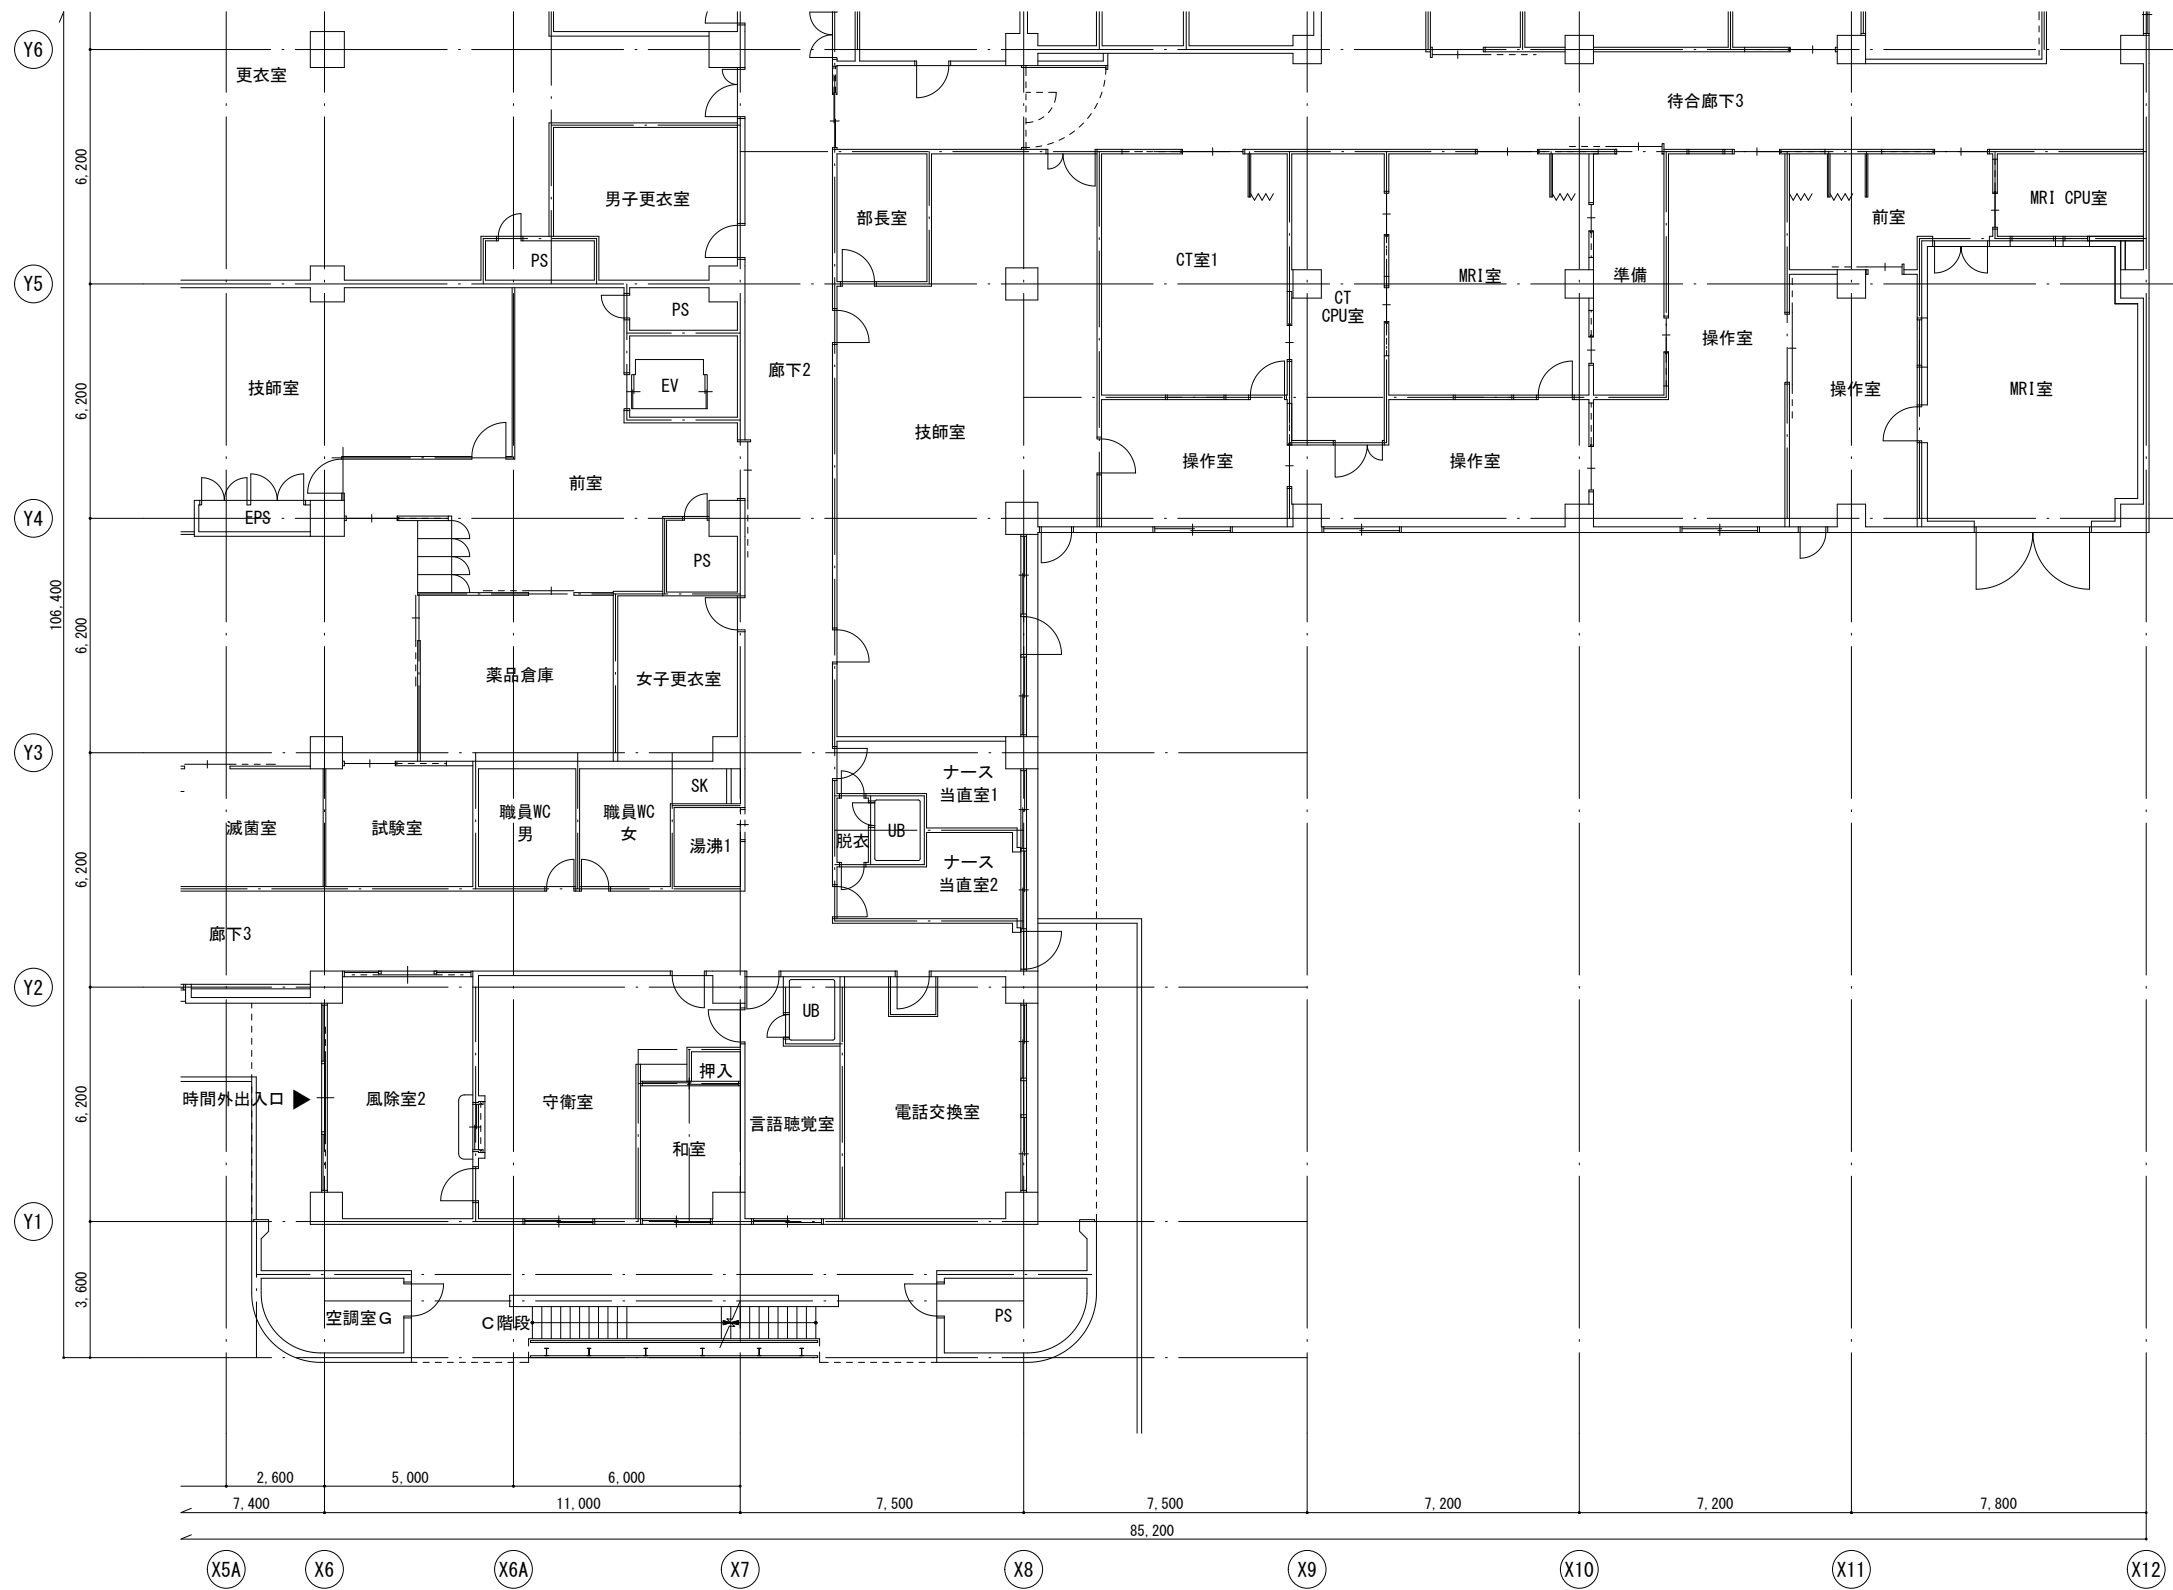 Y6
更衣室
待合廊下3
6,200
男子更衣室
部長室
前室
MRI CPU室
PS
CT室1
MRI室
準備
Y5
PS
CT
CPU室
操作室
EV
廊下2
技師室
6,200
操作室
MRI室
技師室
操作室
操作室
前室
Y4
EPS
PS
106,400
6,200
薬品倉庫
女子更衣室
Y3
ナース
当直室1
SK
滅菌室
試験室
職員WC
男
職員WC
女
湯沸1
脱衣
UB
6,200
ナース
当直室2
廊下3
Y2
UB
押入
時間外出入口
風除室2
守衛室
言語聴覚室
電話交換室
6,200
和室
Y1
3,600
空調室G
C階段
PS
2,600
5,000
6,000
7,400
11,000
7,500
7,500
7,200
7,200
7,800
85,200
X5A
X6
X6A
X7
X8
X9
X10
X11
X12